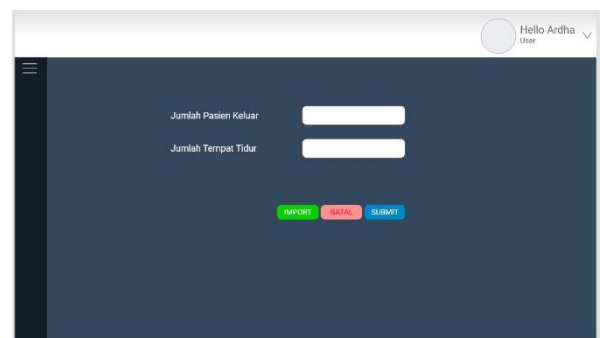 Hello Ardha
User
Jumlah Pasien Keluar
Jumlah Tempat Tidur
IMPORT BATAL SUBMIT